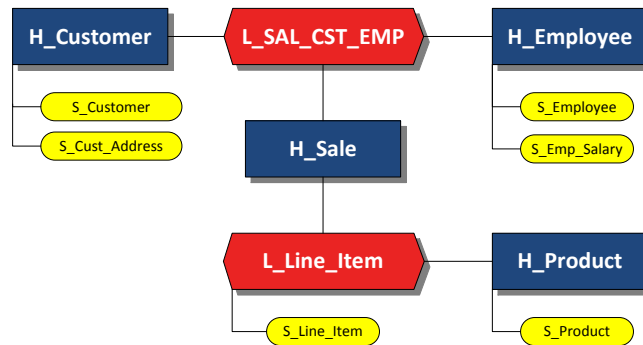 H_Customer
L_SAL_CST_EMP
H_Employee
S_Customer
S_Employee
S_Cust_Address
H_Sale
S_Emp_Salary
L_Line_Item
H_Product
S_Line_Item
S_Product